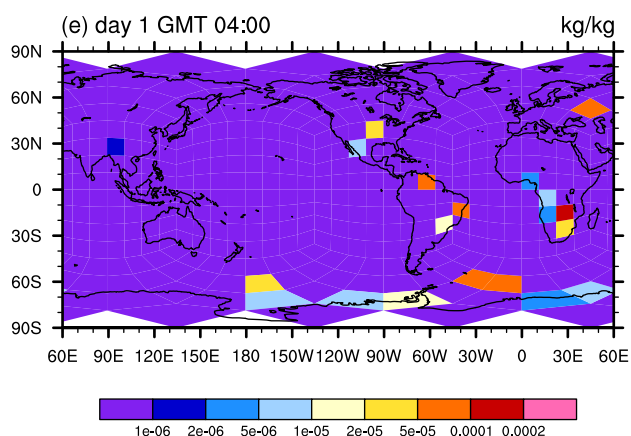 (e) day 1 GMT 04:00 kg/kg
90N
60N
30N
0
30S
60S
90S
60E 90E 120E 150E 180 150W 120W 90W 60W 30W 0 30E 60E
1e-06 2e-06 5e-06 1e-05 2e-05 5e-05 0.0001 0.0002